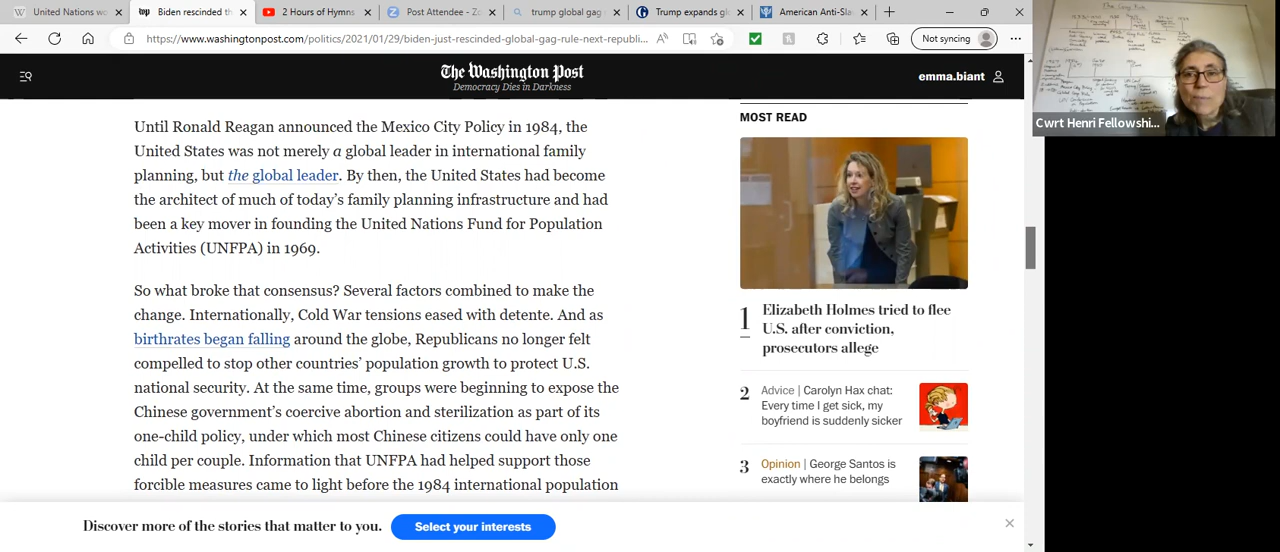 United Nations wo
Biden rescinded th
2 Hours of Hymns
Post Attendee - Zo
trump global gag
Trump expands gl
American Anti-Sla
https://www.washingtonpost.com/politics/2021/01/29/biden-rescinded-global-gag-rule-next-republi...
Not syncing
The Washington Post
Democracy Dies in Darkness
emma.biant
Until Ronald Reagan announced the Mexico City Policy in 1984, the
United States was not merely a global leader in international family
planning, but the global leader. By then, the United States had become
the architect of much of today's family planning infrastructure and had
been a key mover in founding the United Nations Fund for Population
Activities (UNFPA) in 1969.
So what broke that consensus? Several factors combined to make the
change. Internationally, Cold War tensions eased with detente. And as
birthrates began falling around the globe, Republicans no longer felt
compelled to stop other countries' population growth to protect U.S.
national security. At the same time, groups were beginning to expose the
Chinese government's coercive abortion and sterilization as part of its
one-child policy, under which most Chinese citizens could have only one
child per couple. Information that UNFPA had helped support those
forcible measures came to light before the 1984 international population
MOST READ
1
Elizabeth Holmes tried to flee
U.S. after conviction,
prosecutors allege
2
Advice | Carolyn Hax chat:
Every time I get sick, my
boyfriend is suddenly sicker
3
Opinion | George Santos is
exactly where he belongs
Discover more of the stories that matter to you.
Select your interests
The Gag Rule
Cwrt Henri Fellowshi...